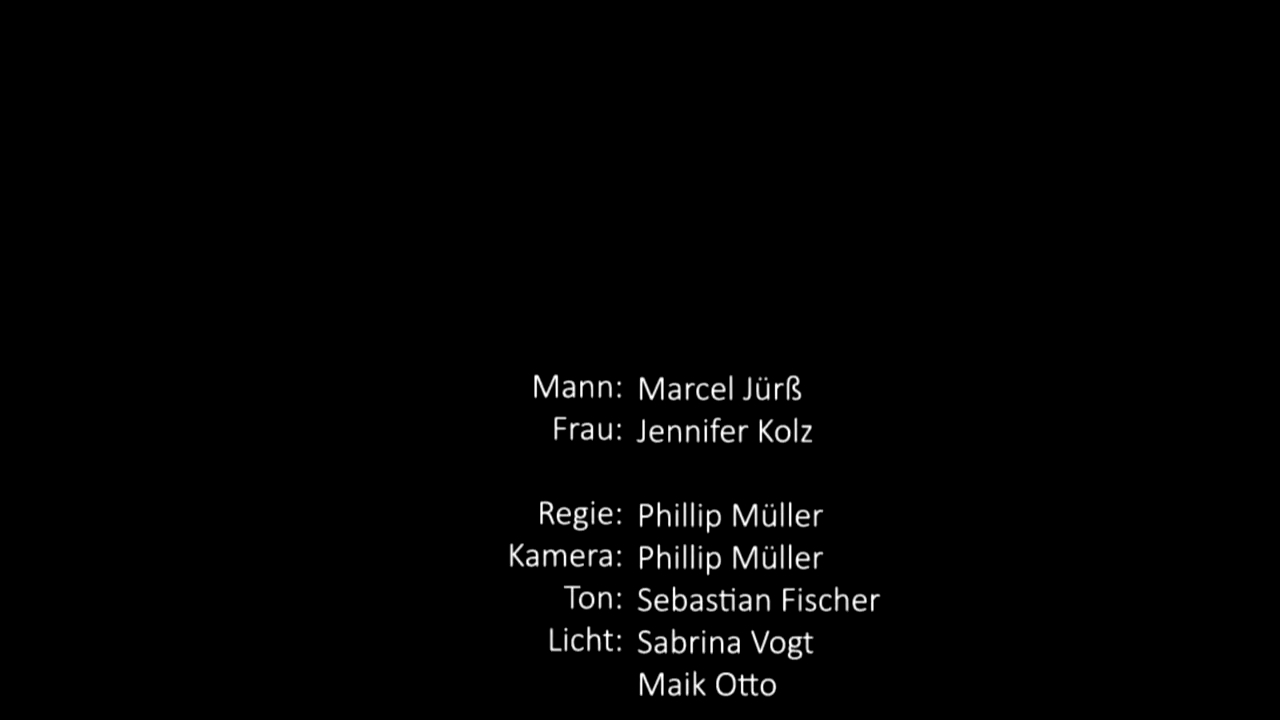 Mann: Marcel Jürß
Frau: Jennifer Kolz
Regie: Phillip Müller
Kamera: Phillip Müller
Ton: Sebastian Fischer
Licht: Sabrina Vogt
Maik Otto